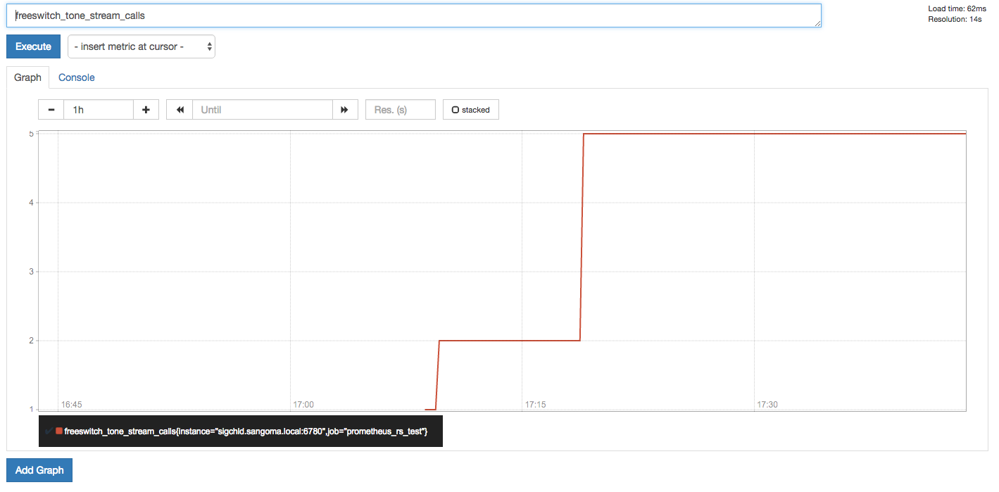 freeswitch_tone_stream_calls
Load time: 62ms
Resolution: 14s
Execute
- insert metric at cursor -
Graph Console
1h Until Res. (s) stacked
5
4
3
2
1
16:45 17:00 17:15 17:30
freeswitch_tone_stream_calls{instance="sigchld.sangoma.local:6780",job="prometheus_rs_test"}
Add Graph